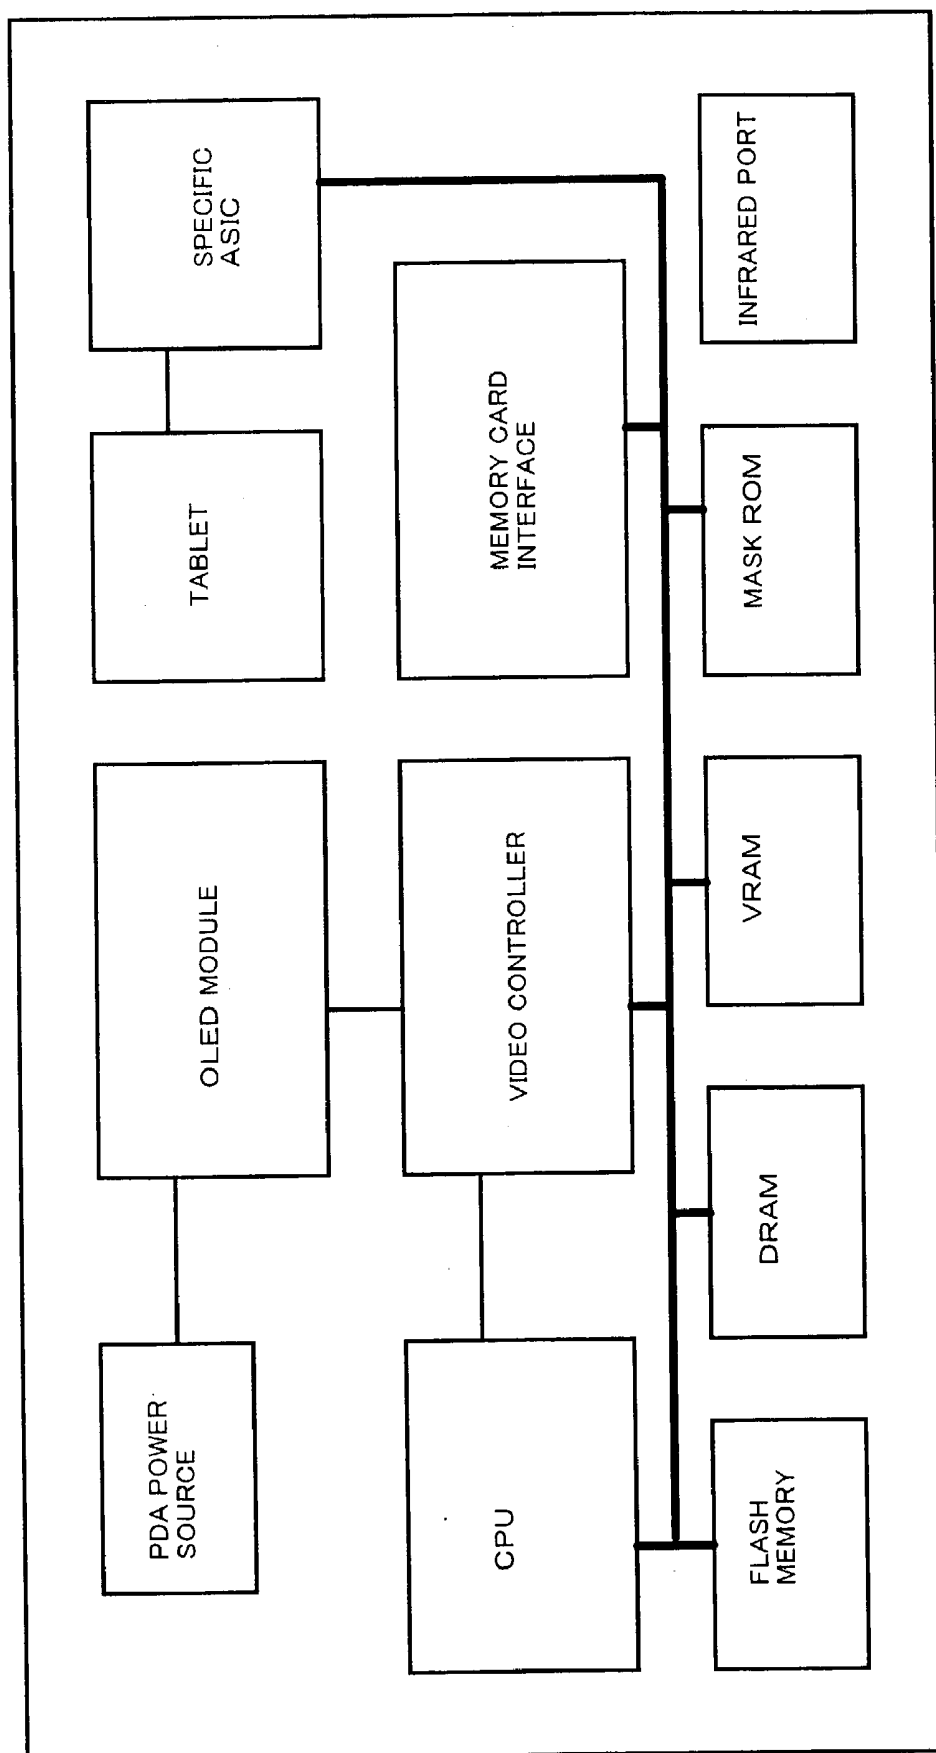 PDA POWER
SOURCE
OLED MODULE
TABLET
SPECIFIC
ASIC
CPU
VIDEO CONTROLLER
MEMORY CARD
INTERFACE
FLASH
MEMORY
DRAM
VRAM
MASK ROM
INFRARED PORT